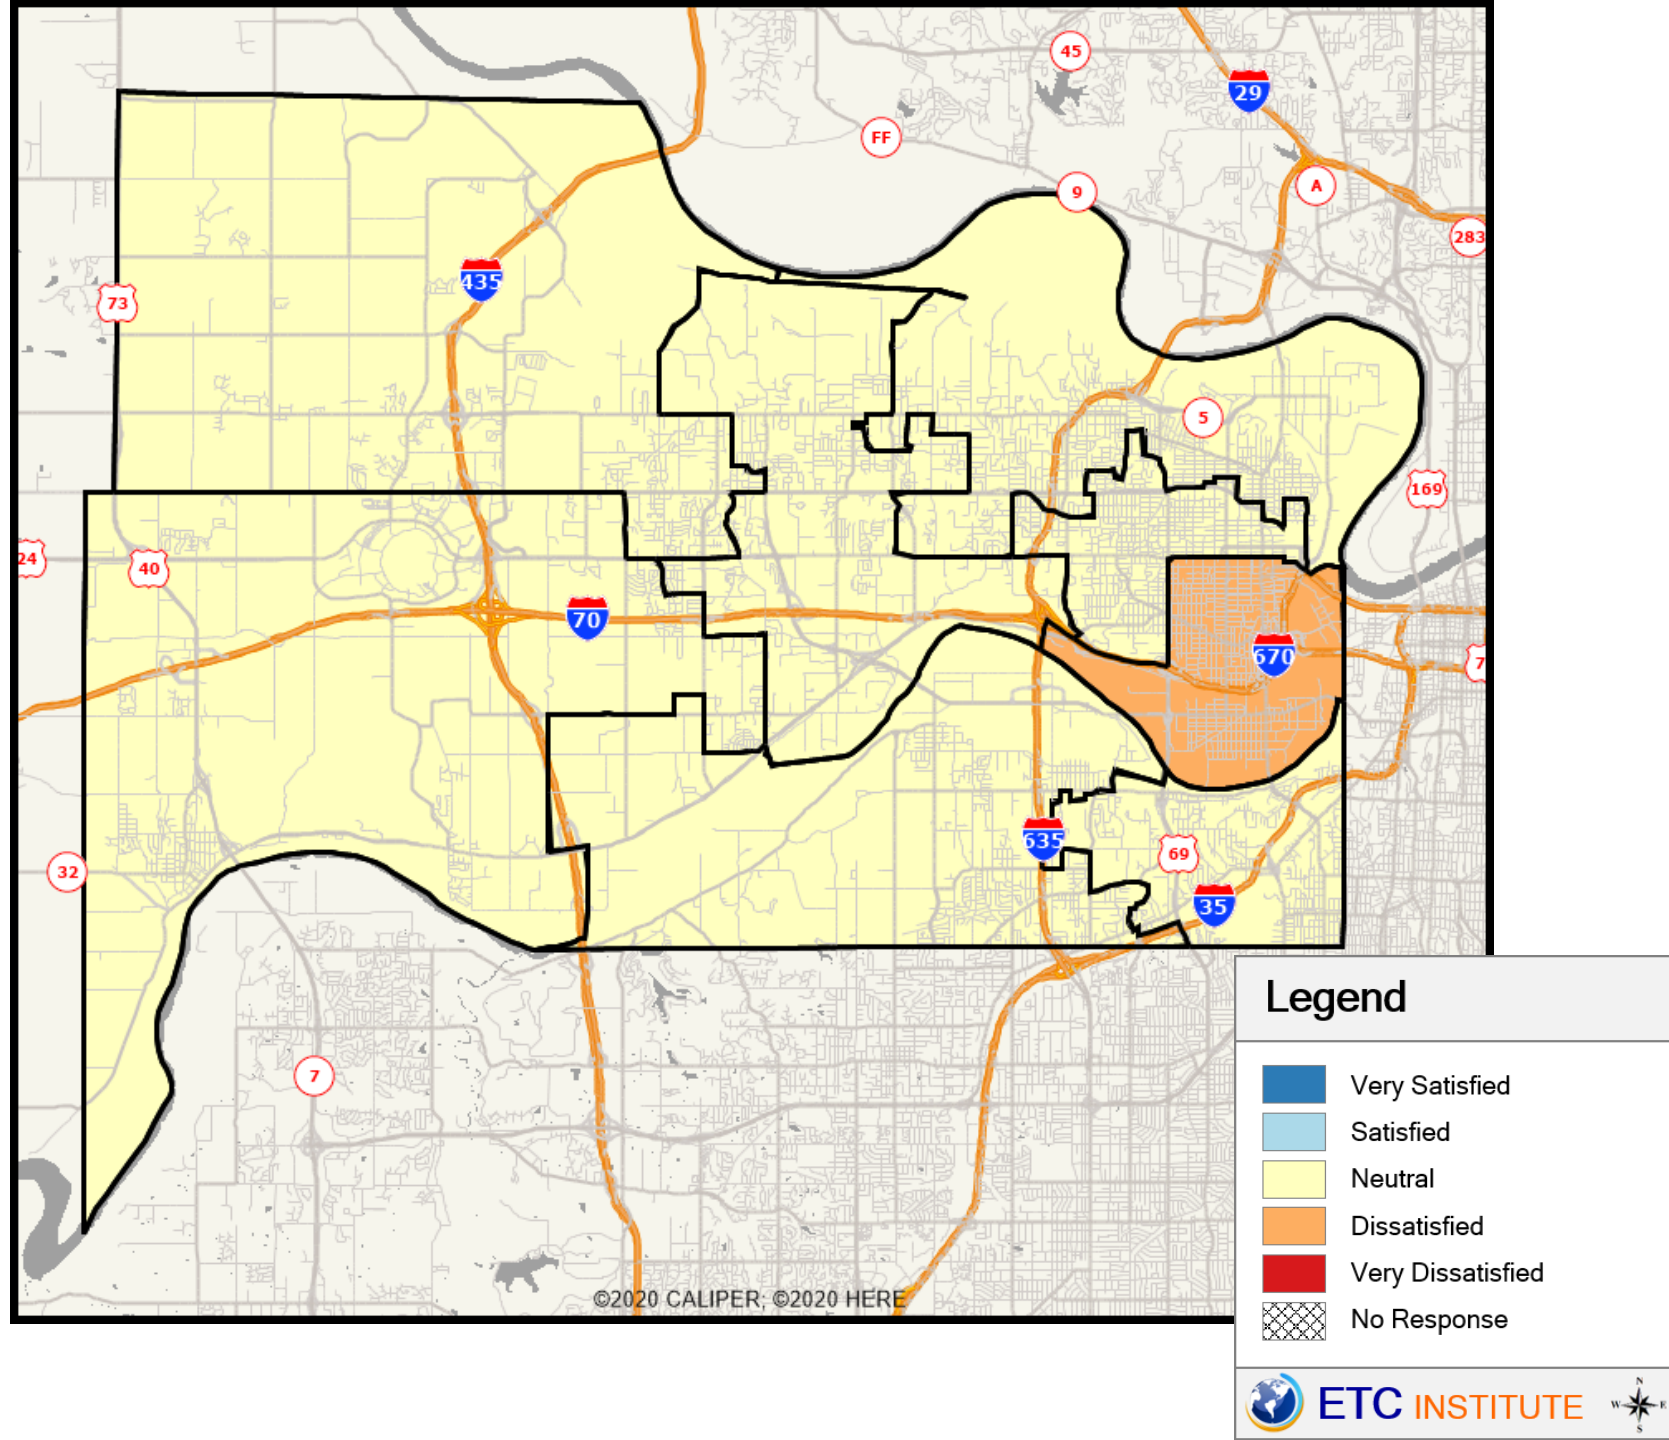 45
29
FF
A
9
283
435
73
5
169
24
40
70
670
7
635
69
32
35
7
©2020 CALIPER; ©2020 HERE
Legend
Very Satisfied
Satisfied
Neutral
Dissatisfied
Very Dissatisfied
No Response
ETC INSTITUTE
N
W E
S